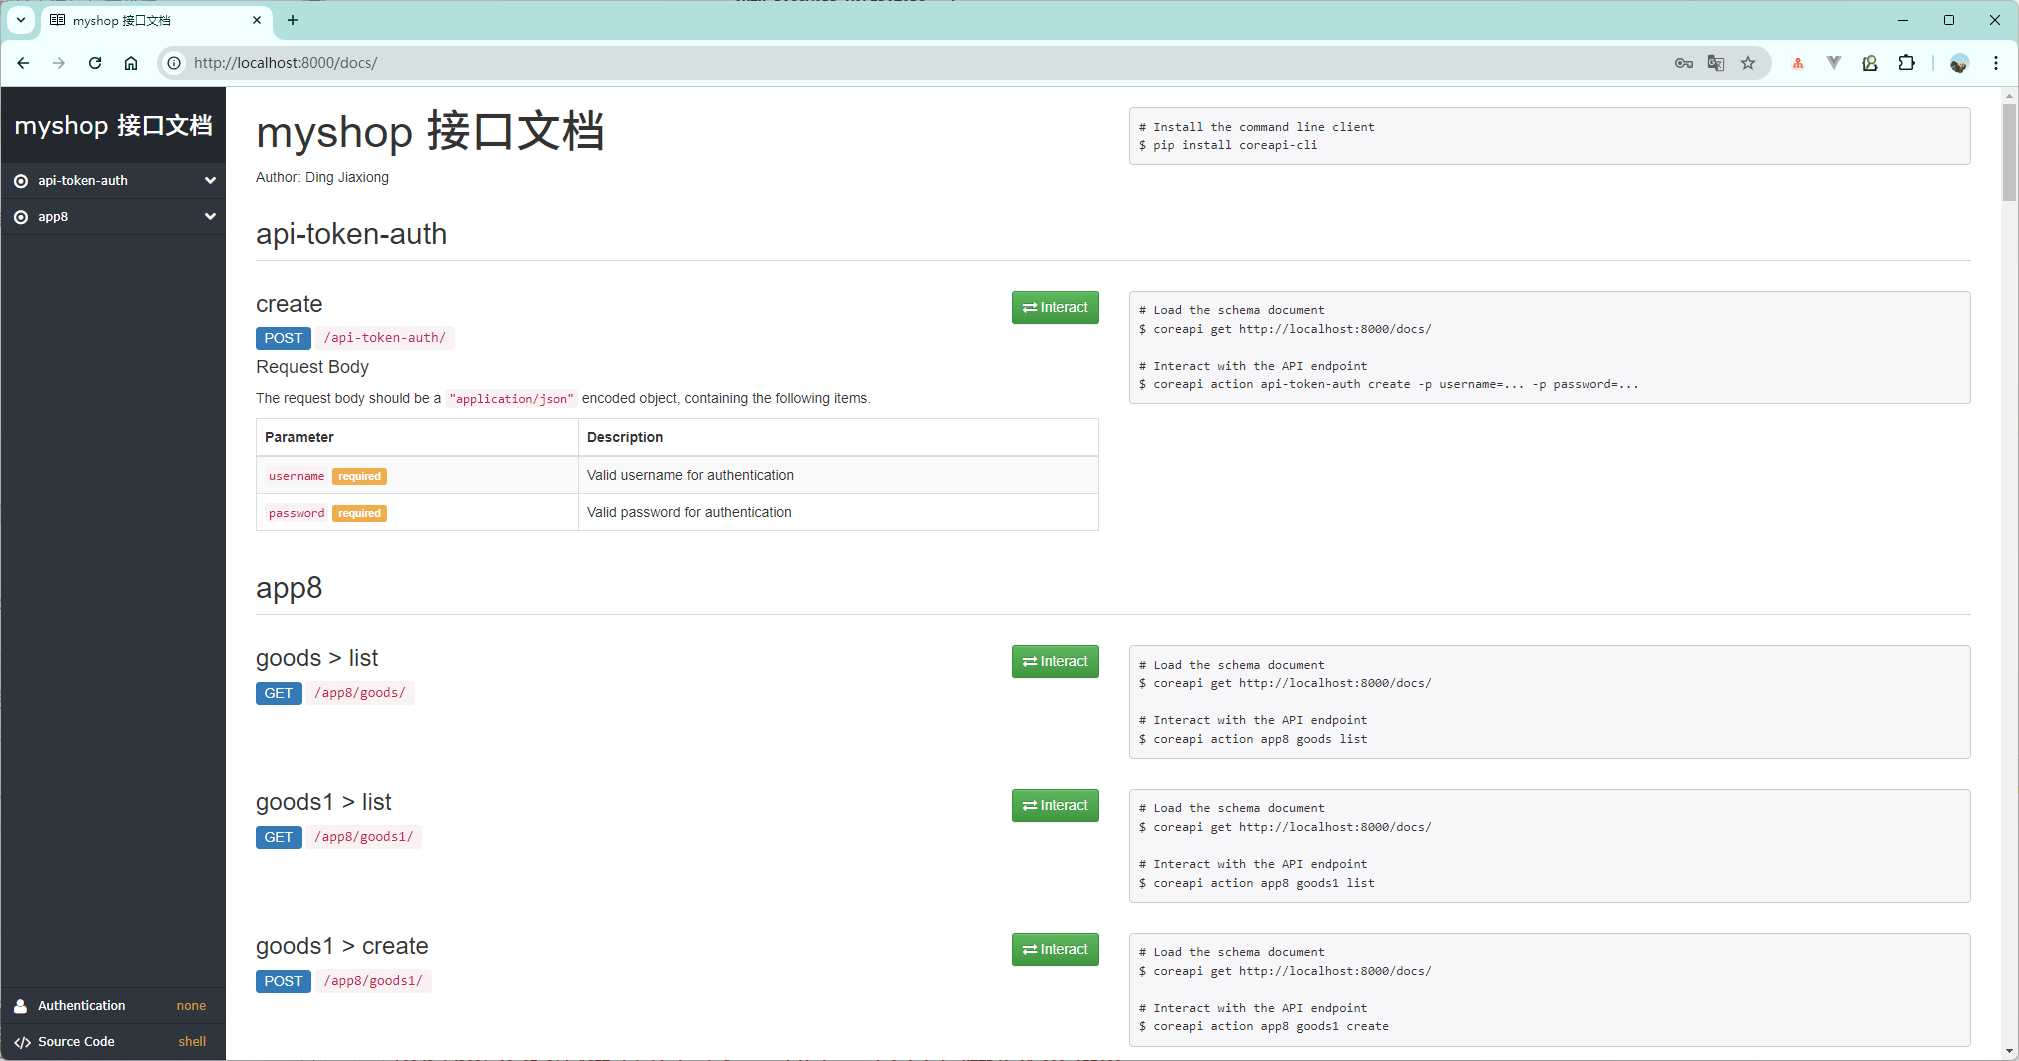 myshop 接口文档
http://localhost:8000/docs/
myshop 接口文档
api-token-auth
app8
Authentication none
Source Code shell
myshop 接口文档
Author: Ding Jiaxiong
# Install the command line client
$ pip install coreapi-cli
api-token-auth
create
Interact
POST /api-token-auth/
Request Body
The request body should be a "application/json" encoded object, containing the following items.
Parameter Description
username required Valid username for authentication
password required Valid password for authentication
# Load the schema document
$ coreapi get http://localhost:8000/docs/
# Interact with the API endpoint
$ coreapi action api-token-auth create -p username=... -p password=...
app8
goods > list
Interact
GET /app8/goods/
# Load the schema document
$ coreapi get http://localhost:8000/docs/
# Interact with the API endpoint
$ coreapi action app8 goods list
goods1 > list
Interact
GET /app8/goods1/
# Load the schema document
$ coreapi get http://localhost:8000/docs/
# Interact with the API endpoint
$ coreapi action app8 goods1 list
goods1 > create
Interact
POST /app8/goods1/
# Load the schema document
$ coreapi get http://localhost:8000/docs/
# Interact with the API endpoint
$ coreapi action app8 goods1 create